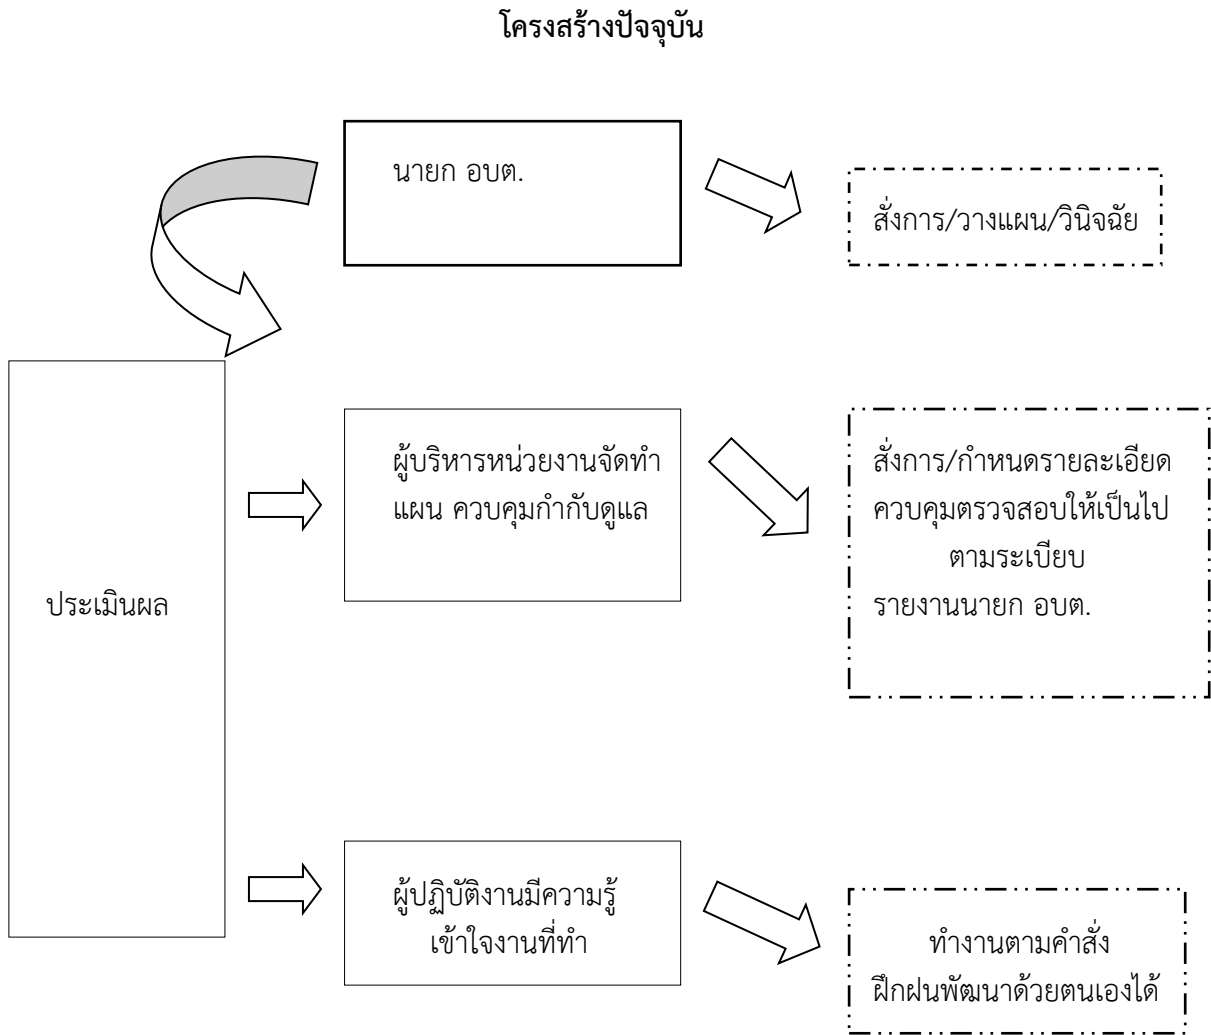 โครงสร้างปัจจุบัน
นายก อบต.
สั่งการ/วางแผน/วินิจฉัย
ประเมินผล
ผู้บริหารหน่วยงานจัดทำ
แผน ควบคุมกำกับดูแล
สั่งการ/กำหนดรายละเอียด
ควบคุมตรวจสอบให้เป็นไป
ตามระเบียบ
รายงานนายก อบต.
ผู้ปฏิบัติงานมีความรู้
เข้าใจงานที่ทำ
ทำงานตามคำสั่ง
ฝึกฝนพัฒนาด้วยตนเองได้